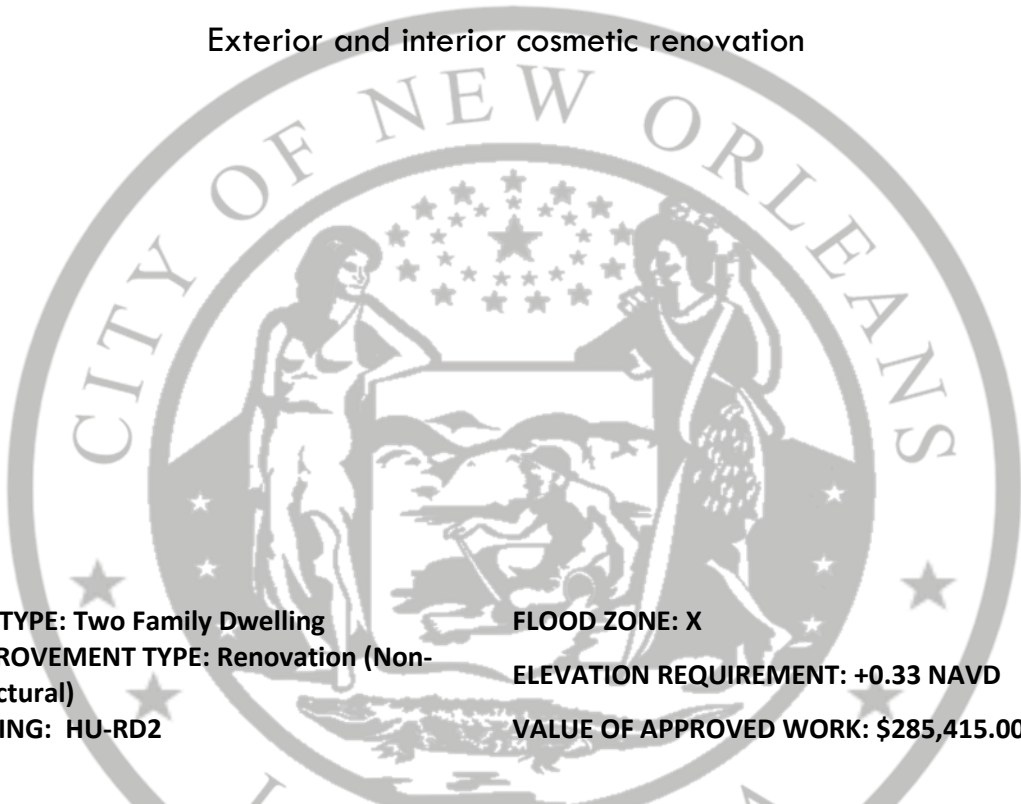 Exterior and interior cosmetic renovation
CITY OF NEW ORLEANS
TYPE: Two Family Dwelling
ROVEMENT TYPE: Renovation (Non-
ctural)
ING: HU-RD2
FLOOD ZONE: X
ELEVATION REQUIREMENT: +0.33 NAVD
VALUE OF APPROVED WORK: $285,415.00